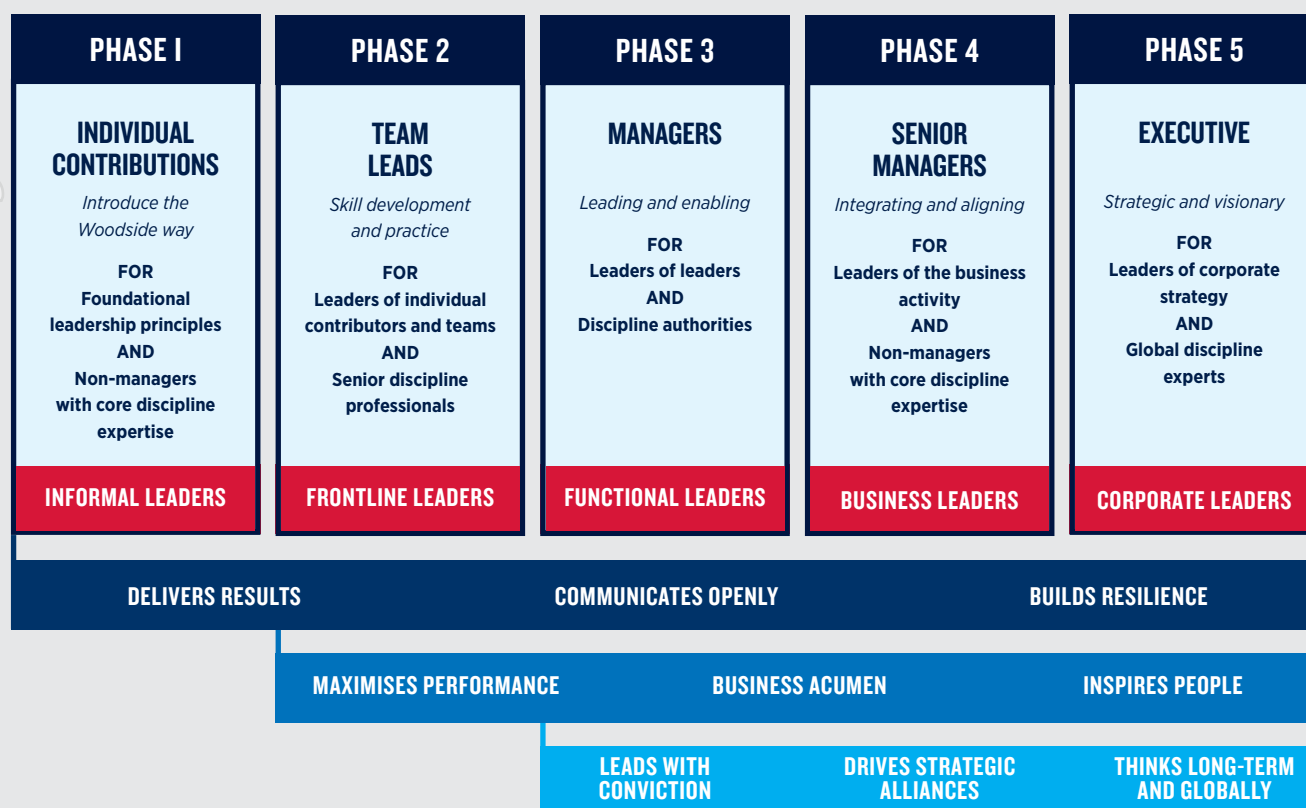 PHASE 1
INDIVIDUAL
CONTRIBUTIONS
Introduce the
Woodside way
FOR
Foundational
leadership principles
AND
Non-managers
with core discipline
expertise
INFORMAL LEADERS
PHASE 2
TEAM
LEADS
Skill development
and practice
FOR
Leaders of individual
contributors and teams
AND
Senior discipline
professionals
FRONTLINE LEADERS
PHASE 3
MANAGERS
Leading and enabling
FOR
Leaders of leaders
AND
Discipline authorities
FUNCTIONAL LEADERS
PHASE 4
SENIOR
MANAGERS
Integrating and aligning
FOR
Leaders of the business
activity
AND
Non-managers
with core discipline
expertise
BUSINESS LEADERS
PHASE 5
EXECUTIVE
Strategic and visionary
FOR
Leaders of corporate
strategy
AND
Global discipline
experts
CORPORATE LEADERS
DELIVERS RESULTS
COMMUNICATES OPENLY
BUILDS RESILIENCE
MAXIMISES PERFORMANCE
BUSINESS ACUMEN
INSPIRES PEOPLE
LEADS WITH
CONVICTION
DRIVES STRATEGIC
ALLIANCES
THINKS LONG-TERM
AND GLOBALLY